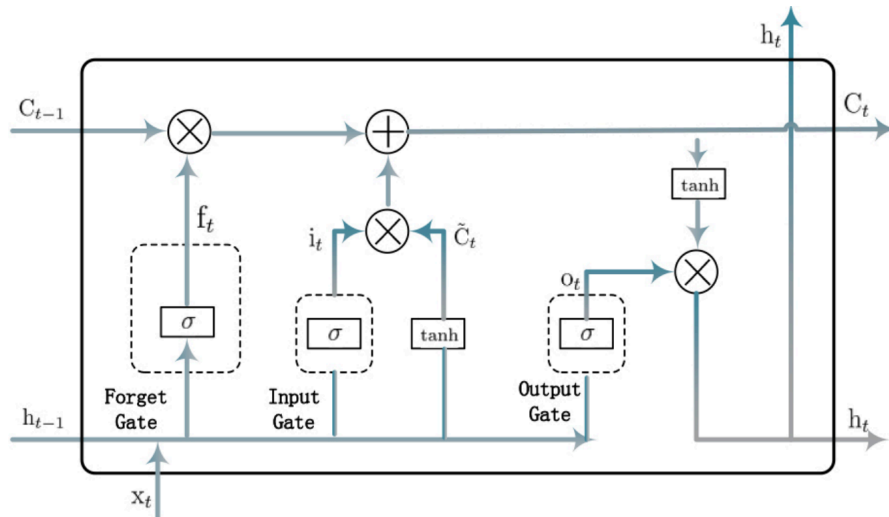 h_t
C_{t-1}
C_t
tanh
f_t
i_t
C̃_t
o_t
σ
σ
tanh
σ
Forget
Gate
Input
Gate
Output
Gate
h_{t-1}
h_t
x_t